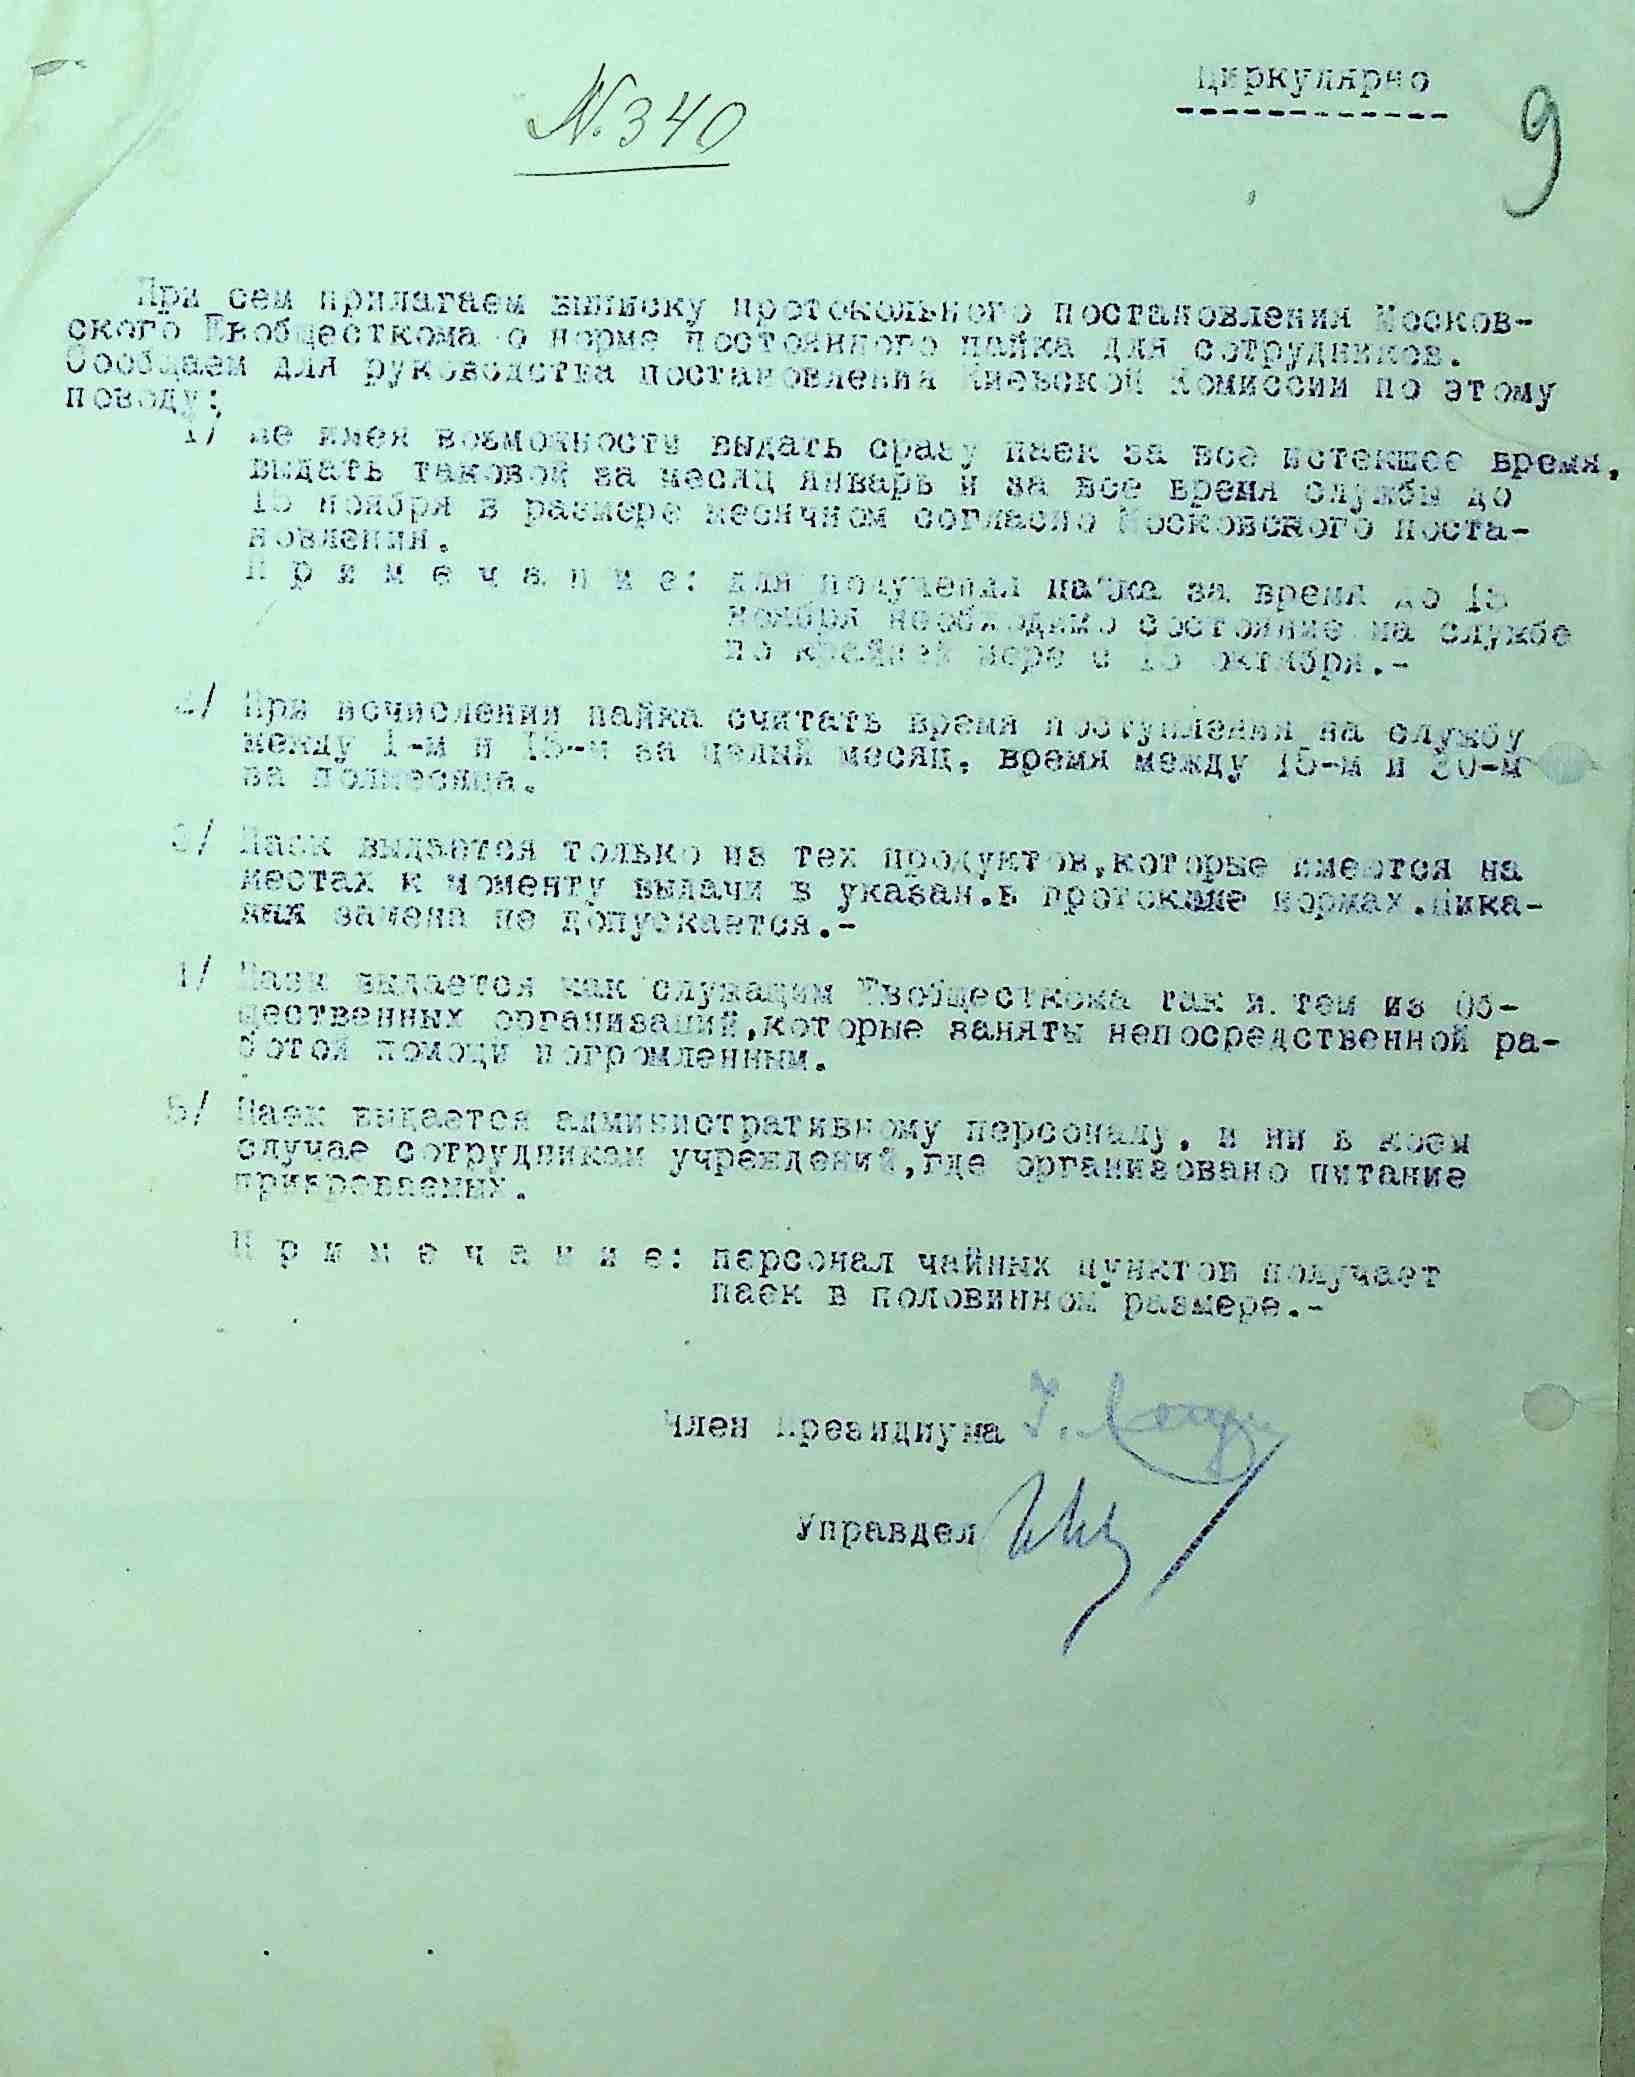 Циркулярно
№.340
9
При сем прилагаем выписку протокольного постановления Москов-
ского Евобщесткома о норме постоянного пайка для сотрудников.
Сообщаем для руководства постановления Киевской Комиссии по этому
поводу:
1/ не имея возможности выдать сразу паек за все истекшее время,
выдать таковой за месяц январь и за все время службы до
15 ноября в размере месячном согласно Московского поста-
новления.
П р и м е ч а н и е: для получения пайка за время до 15
ноября необходимо состояние на службе
по крайней мере с 15 октября.-
2/ При исчислении пайка считать время поступления на службу
между 1-м и 15-м за целый месяц, время между 15-м и 30-м
за полмесяца.
3/ Паек выдается только из тех продуктов,которые имеются на
местах к моменту выдачи в указан.в протоколе нормах.Ника-
ких замена не допускается.-
4/ Паек выдается как служащим Евобщесткома так и тем из Об-
щественных организаций,которые заняты непосредственной ра-
ботой помощи погромленным.
5/ Паек выдается административному персоналу, и ни в коем
случае сотрудникам учреждений,где организовано питание
призреваемых.
П р и м е ч а н и е: персонал чайных пунктов получает
паек в половинном размере.-
Член Президиума
Управдел